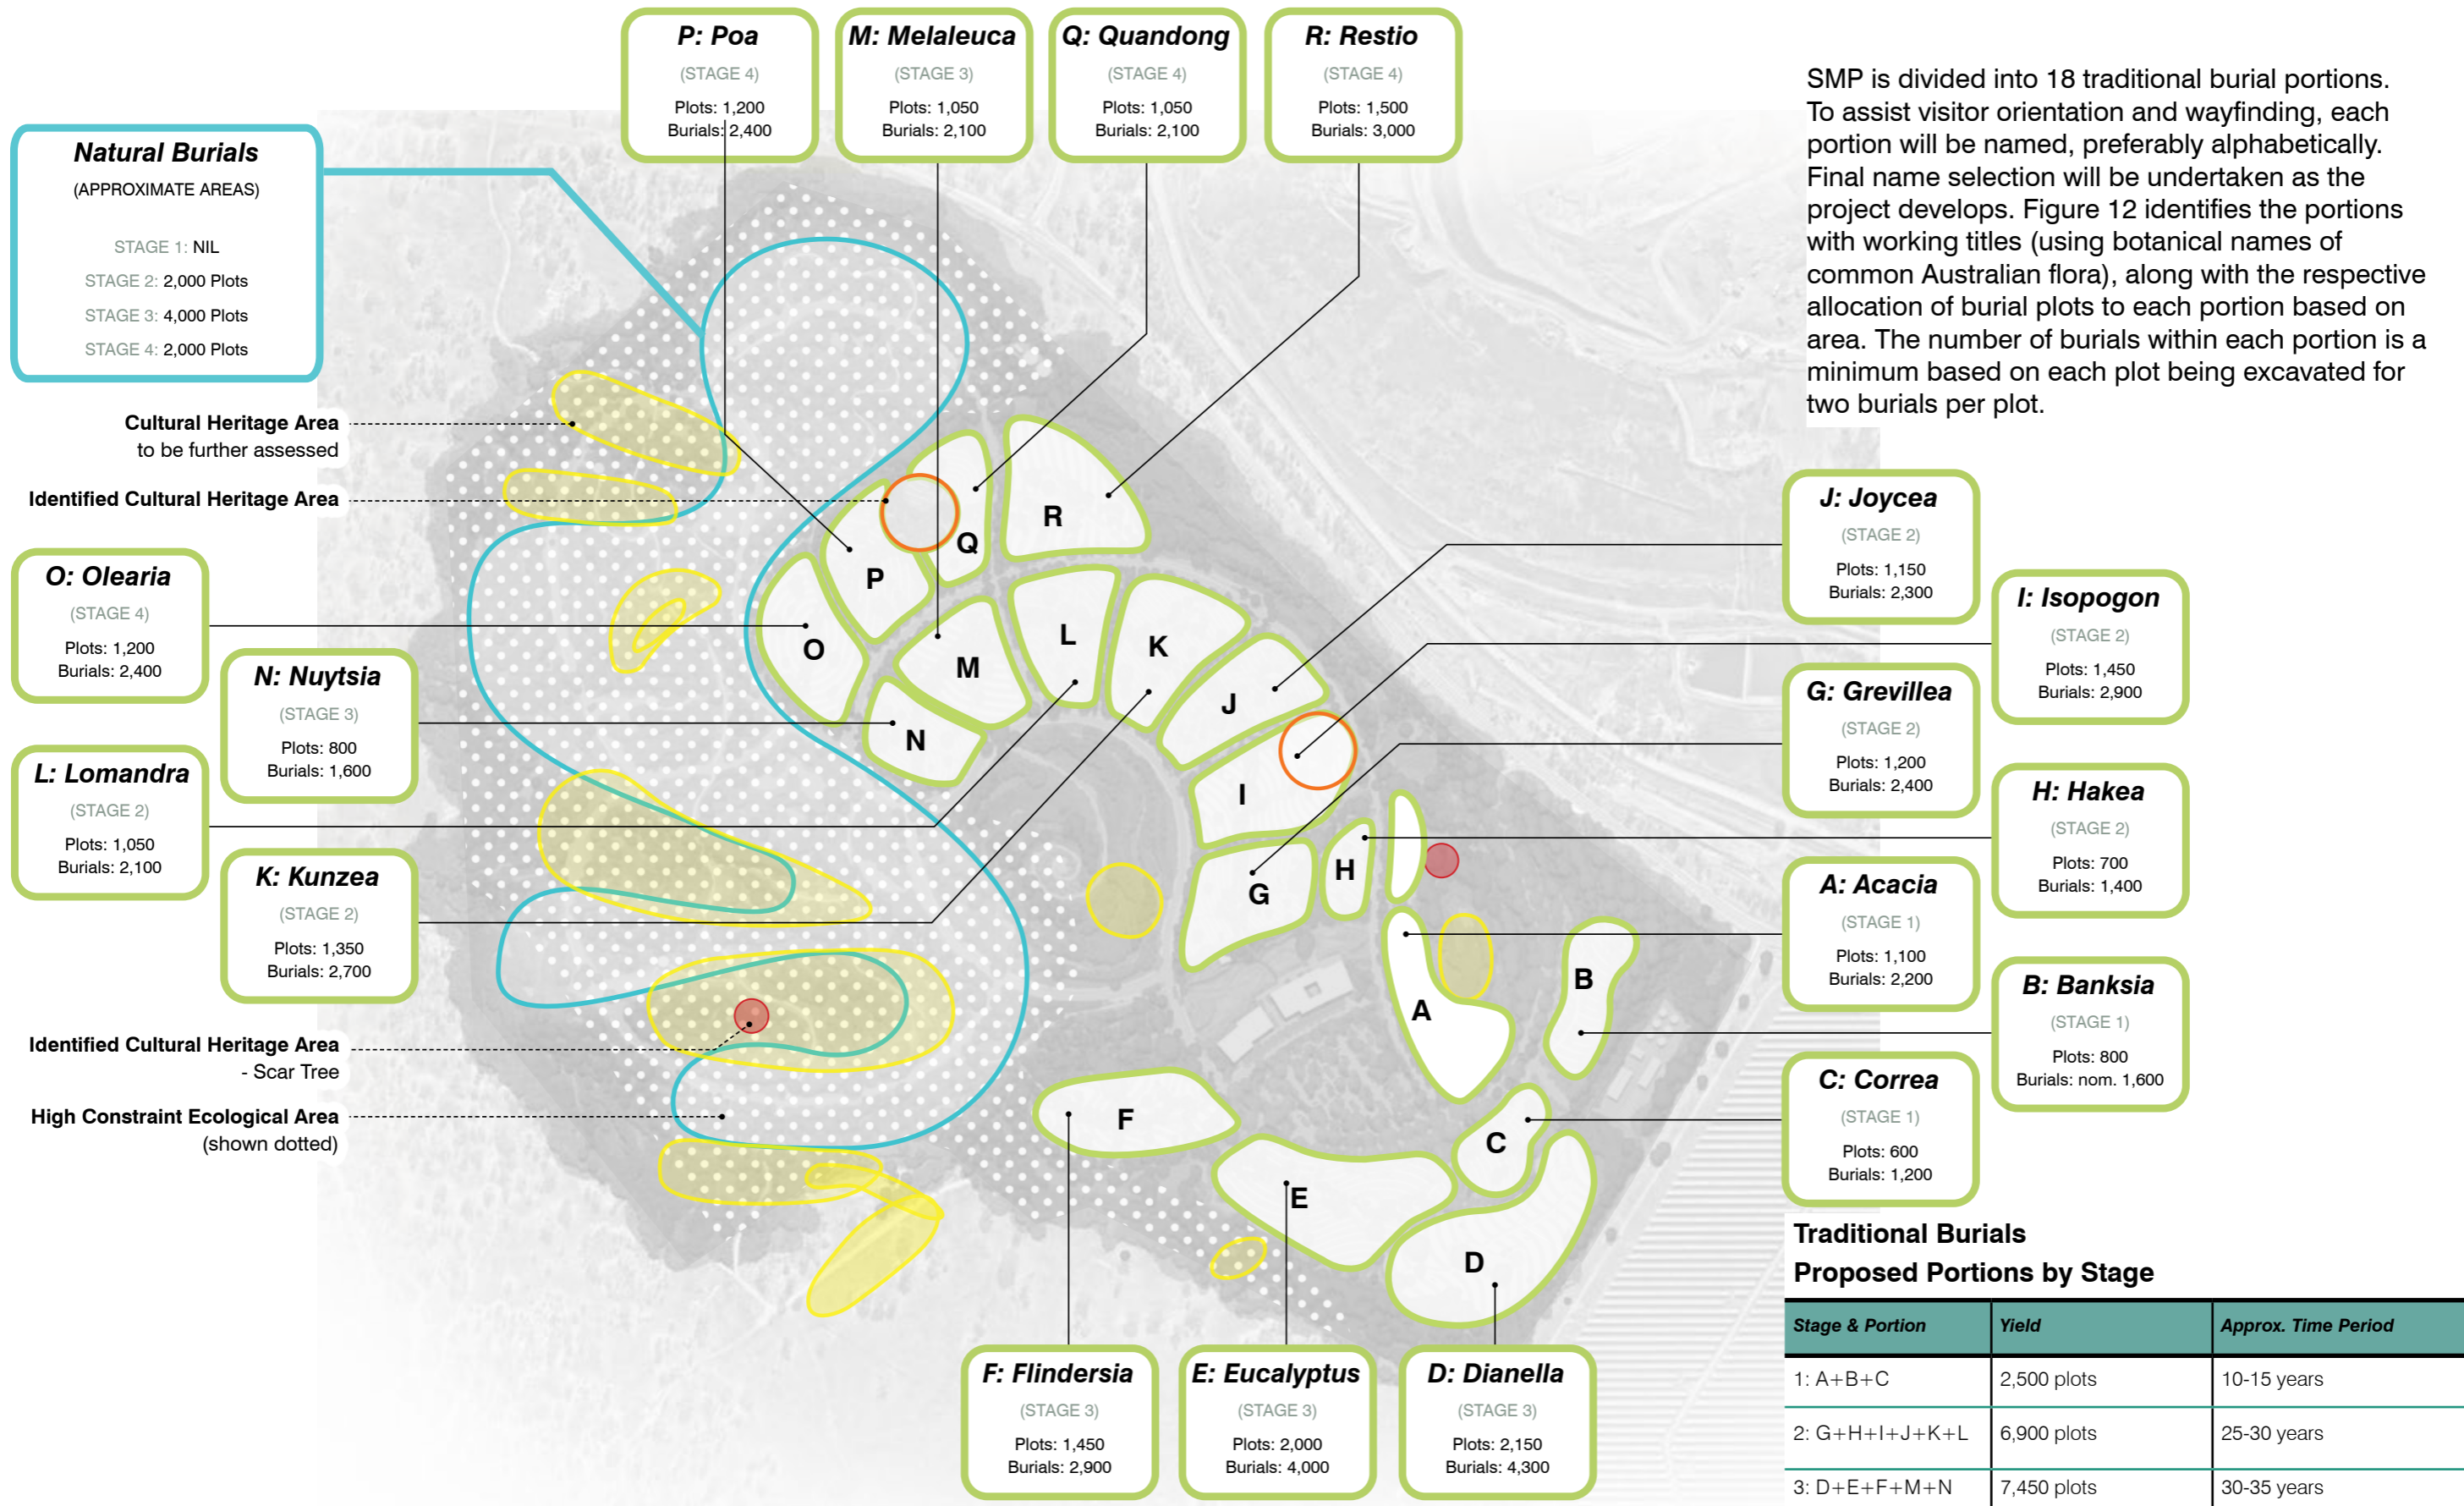 P: Poa
(STAGE 4)
Plots: 1,200
Burials: 2,400
M: Melaleuca
(STAGE 3)
Plots: 1,050
Burials: 2,100
Q: Quandong
(STAGE 4)
Plots: 1,050
Burials: 2,100
R: Restio
(STAGE 4)
Plots: 1,500
Burials: 3,000
SMP is divided into 18 traditional burial portions.
To assist visitor orientation and wayfinding, each
portion will be named, preferably alphabetically.
Final name selection will be undertaken as the
project develops. Figure 12 identifies the portions
with working titles (using botanical names of
common Australian flora), along with the respective
allocation of burial plots to each portion based on
area. The number of burials within each portion is a
minimum based on each plot being excavated for
two burials per plot.
Natural Burials
(APPROXIMATE AREAS)
STAGE 1: NIL
STAGE 2: 2,000 Plots
STAGE 3: 4,000 Plots
STAGE 4: 2,000 Plots
Cultural Heritage Area
to be further assessed
Identified Cultural Heritage Area
O: Olearia
(STAGE 4)
Plots: 1,200
Burials: 2,400
N: Nuytsia
(STAGE 3)
Plots: 800
Burials: 1,600
L: Lomandra
(STAGE 2)
Plots: 1,050
Burials: 2,100
K: Kunzea
(STAGE 2)
Plots: 1,350
Burials: 2,700
Identified Cultural Heritage Area
- Scar Tree
High Constraint Ecological Area
(shown dotted)
R
Q
P
O
M
L
K
N
J
I
H
G
A
B
C
F
E
D
J: Joycea
(STAGE 2)
Plots: 1,150
Burials: 2,300
I: Isopogon
(STAGE 2)
Plots: 1,450
Burials: 2,900
G: Grevillea
(STAGE 2)
Plots: 1,200
Burials: 2,400
H: Hakea
(STAGE 2)
Plots: 700
Burials: 1,400
A: Acacia
(STAGE 1)
Plots: 1,100
Burials: 2,200
B: Banksia
(STAGE 1)
Plots: 800
Burials: nom. 1,600
C: Correa
(STAGE 1)
Plots: 600
Burials: 1,200
F: Flindersia
(STAGE 3)
Plots: 1,450
Burials: 2,900
E: Eucalyptus
(STAGE 3)
Plots: 2,000
Burials: 4,000
D: Dianella
(STAGE 3)
Plots: 2,150
Burials: 4,300
Traditional Burials
Proposed Portions by Stage
Stage & Portion Yield Approx. Time Period
1: A+B+C 2,500 plots 10-15 years
2: G+H+I+J+K+L 6,900 plots 25-30 years
3: D+E+F+M+N 7,450 plots 30-35 years